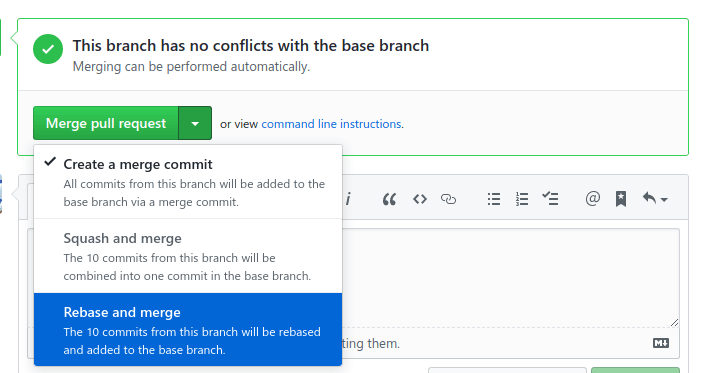 This branch has no conflicts with the base branch
Merging can be performed automatically.
Merge pull request
or view command line instructions.
Create a merge commit
All commits from this branch will be added to the
base branch via a merge commit.
Squash and merge
The 10 commits from this branch will be
combined into one commit in the base branch.
Rebase and merge
The 10 commits from this branch will be rebased
and added to the base branch.
ting them.